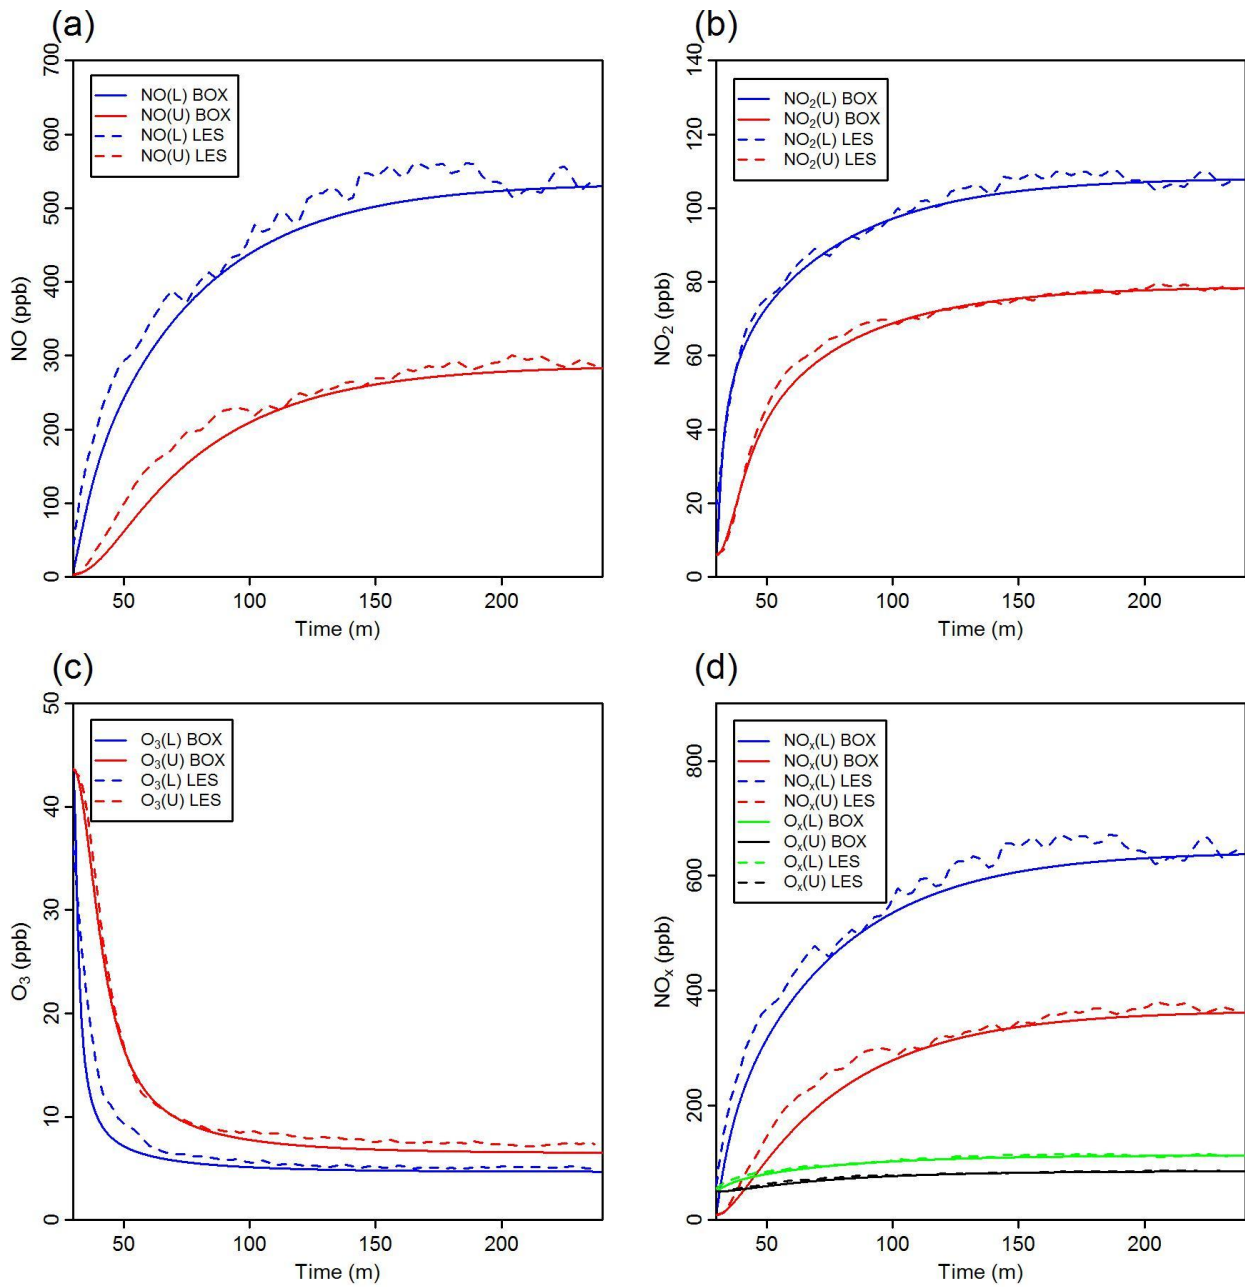 (a)
700
600
500
400
300
200
100
0
NO (ppb)
NO(L) BOX
NO(U) BOX
NO(L) LES
NO(U) LES
50 100 150 200
Time (m)
(b)
140
120
100
80
60
40
20
0
NO₂ (ppb)
NO₂(L) BOX
NO₂(U) BOX
NO₂(L) LES
NO₂(U) LES
50 100 150 200
Time (m)
(c)
50
40
30
20
10
0
O₃ (ppb)
O₃(L) BOX
O₃(U) BOX
O₃(L) LES
O₃(U) LES
50 100 150 200
Time (m)
(d)
800
600
400
200
0
NOₓ (ppb)
NOₓ(L) BOX
NOₓ(U) BOX
NOₓ(L) LES
NOₓ(U) LES
Oₓ(L) BOX
Oₓ(U) BOX
Oₓ(L) LES
Oₓ(U) LES
50 100 150 200
Time (m)